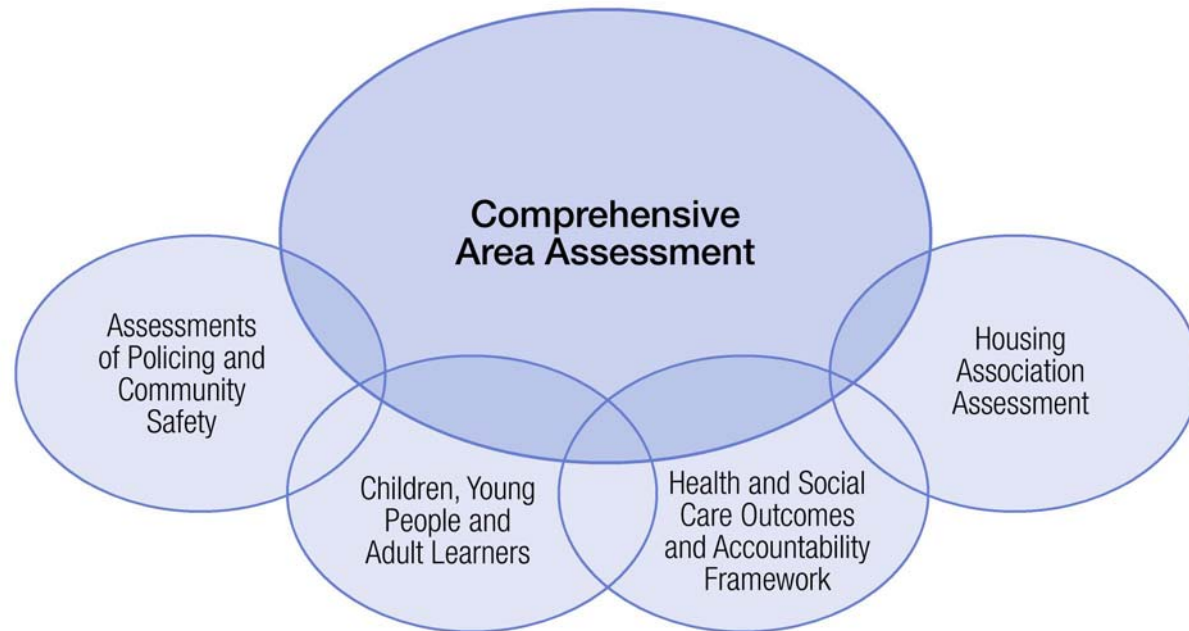 Comprehensive
Area Assessment
Assessments
of Policing and
Community
Safety
Children, Young
People and
Adult Learners
Health and Social
Care Outcomes
and Accountability
Framework
Housing
Association
Assessment